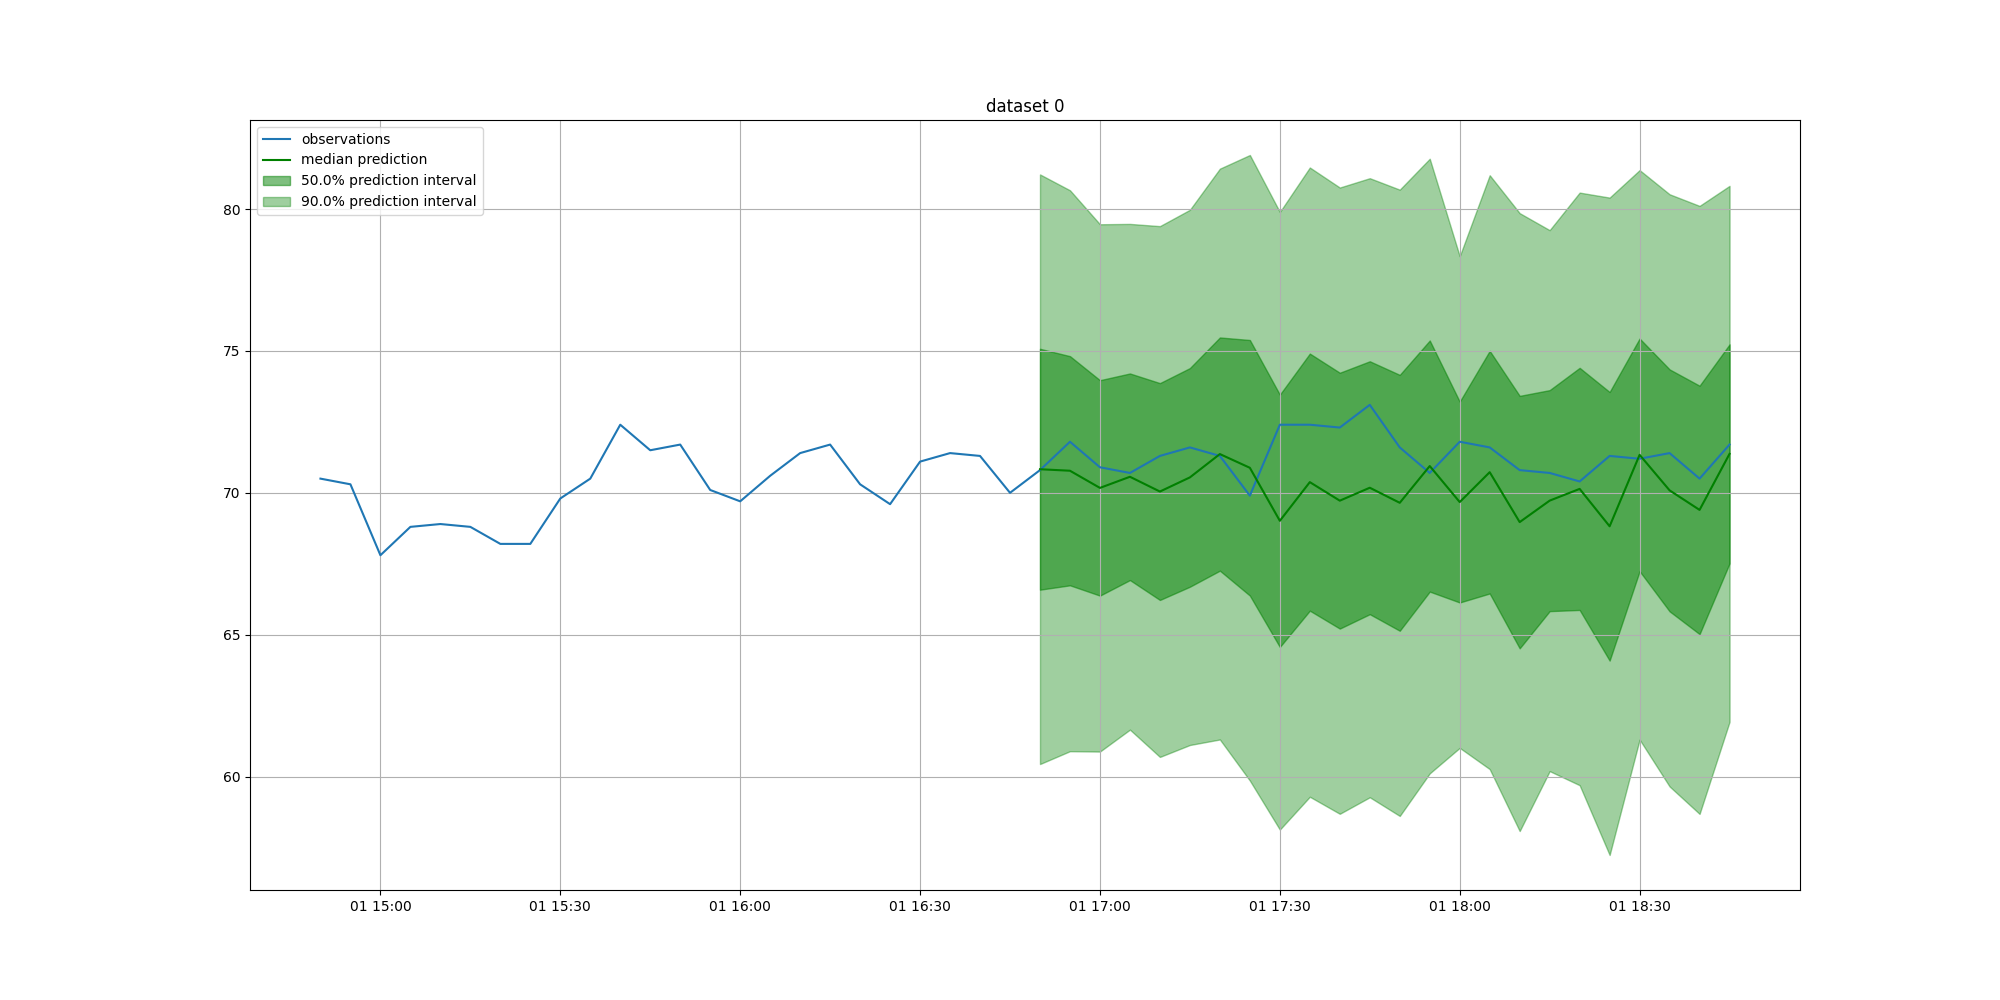 dataset 0
observations
median prediction
50.0% prediction interval
90.0% prediction interval
80
75
70
65
60
01 15:00
01 15:30
01 16:00
01 16:30
01 17:00
01 17:30
01 18:00
01 18:30